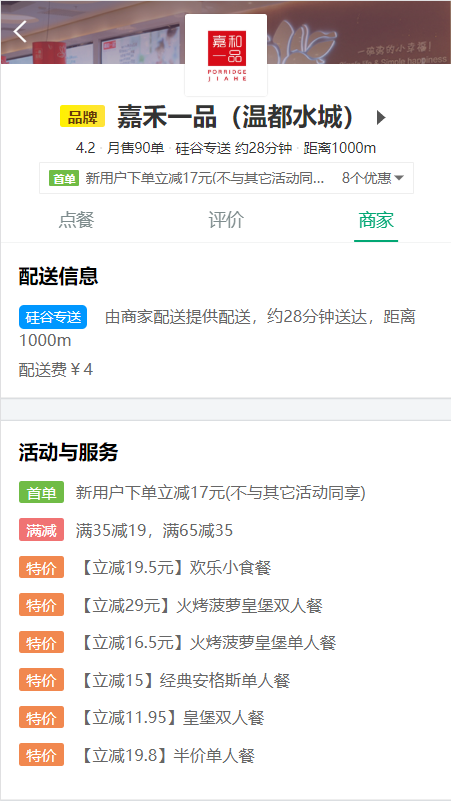 一碗粥的小幸福！
嘉和
一品
PORRIDGE
JIAHE
品牌 嘉禾一品（温都水城）
4.2 · 月售90单 · 硅谷专送 约28分钟 · 距离1000m
首单 新用户下单立减17元(不与其它活动同... 8个优惠
点餐 评价 商家
配送信息
硅谷专送 由商家配送提供配送，约28分钟送达，距离
1000m
配送费￥4
活动与服务
首单 新用户下单立减17元(不与其它活动同享)
满减 满35减19，满65减35
特价 【立减19.5元】欢乐小食餐
特价 【立减29元】火烤菠萝皇堡双人餐
特价 【立减16.5元】火烤菠萝皇堡单人餐
特价 【立减15】经典安格斯单人餐
特价 【立减11.95】皇堡双人餐
特价 【立减19.8】半价单人餐